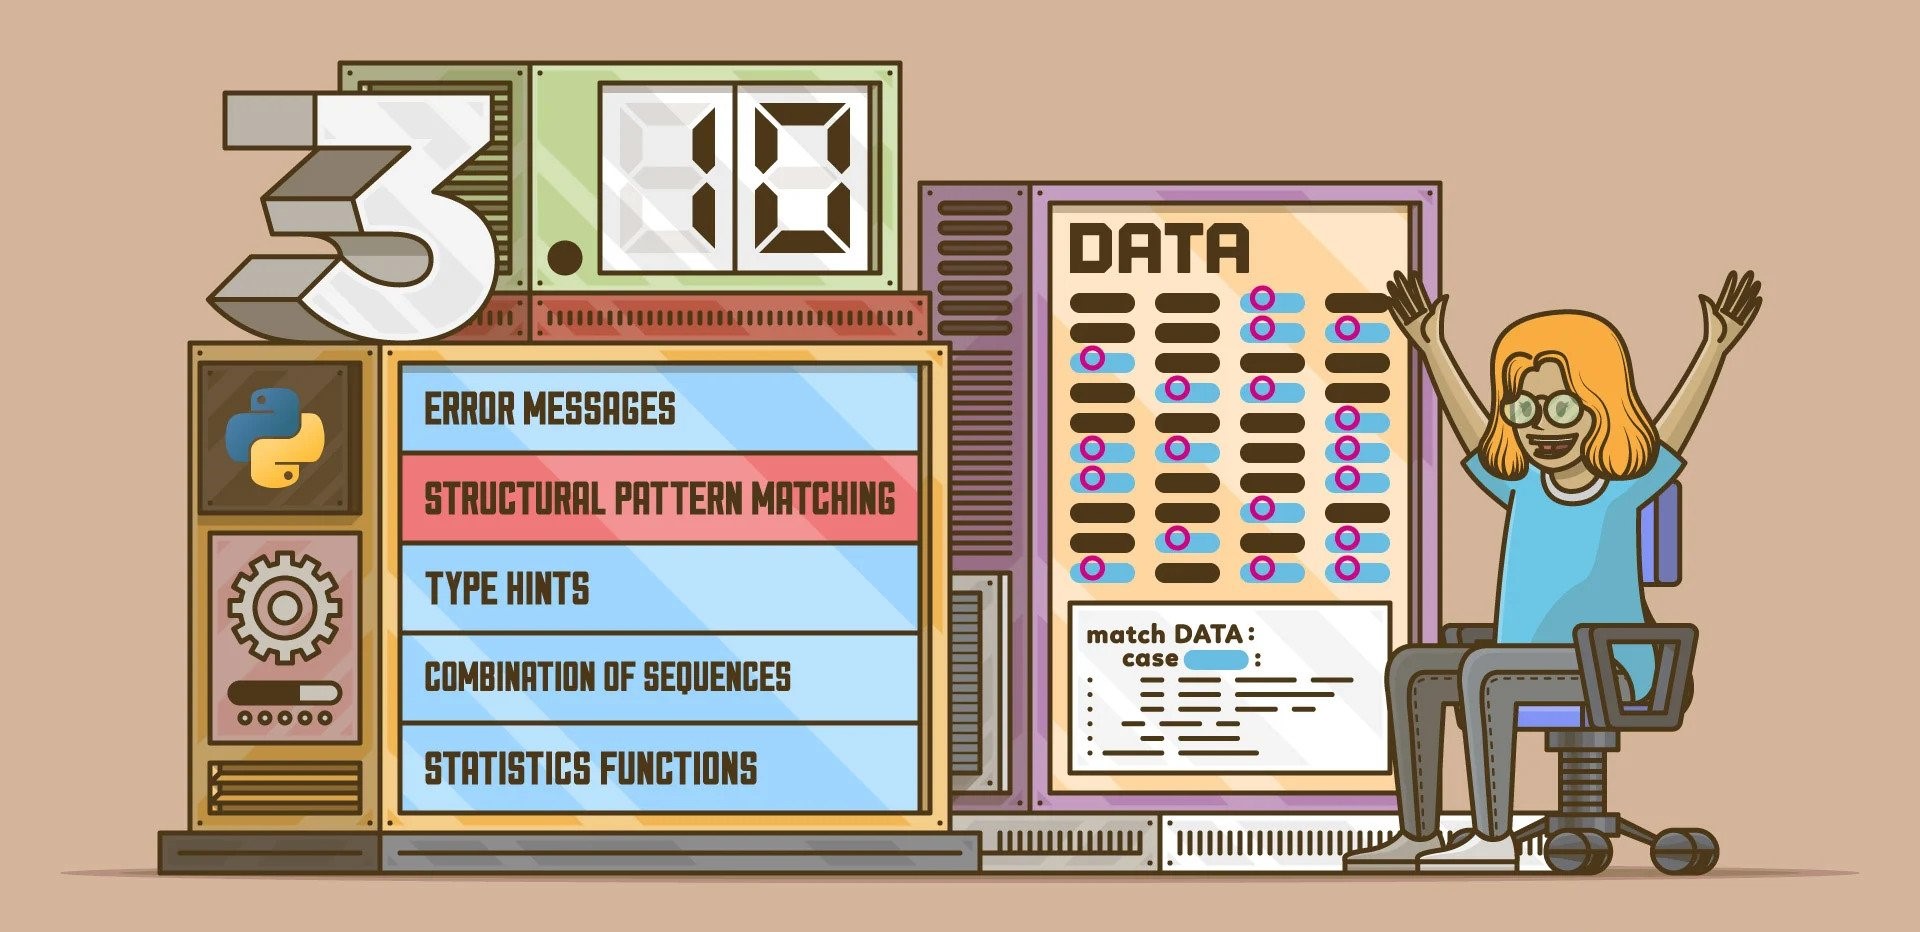 3.10
ERROR MESSAGES
STRUCTURAL PATTERN MATCHING
TYPE HINTS
COMBINATION OF SEQUENCES
STATISTICS FUNCTIONS
DATA
match DATA:
case :